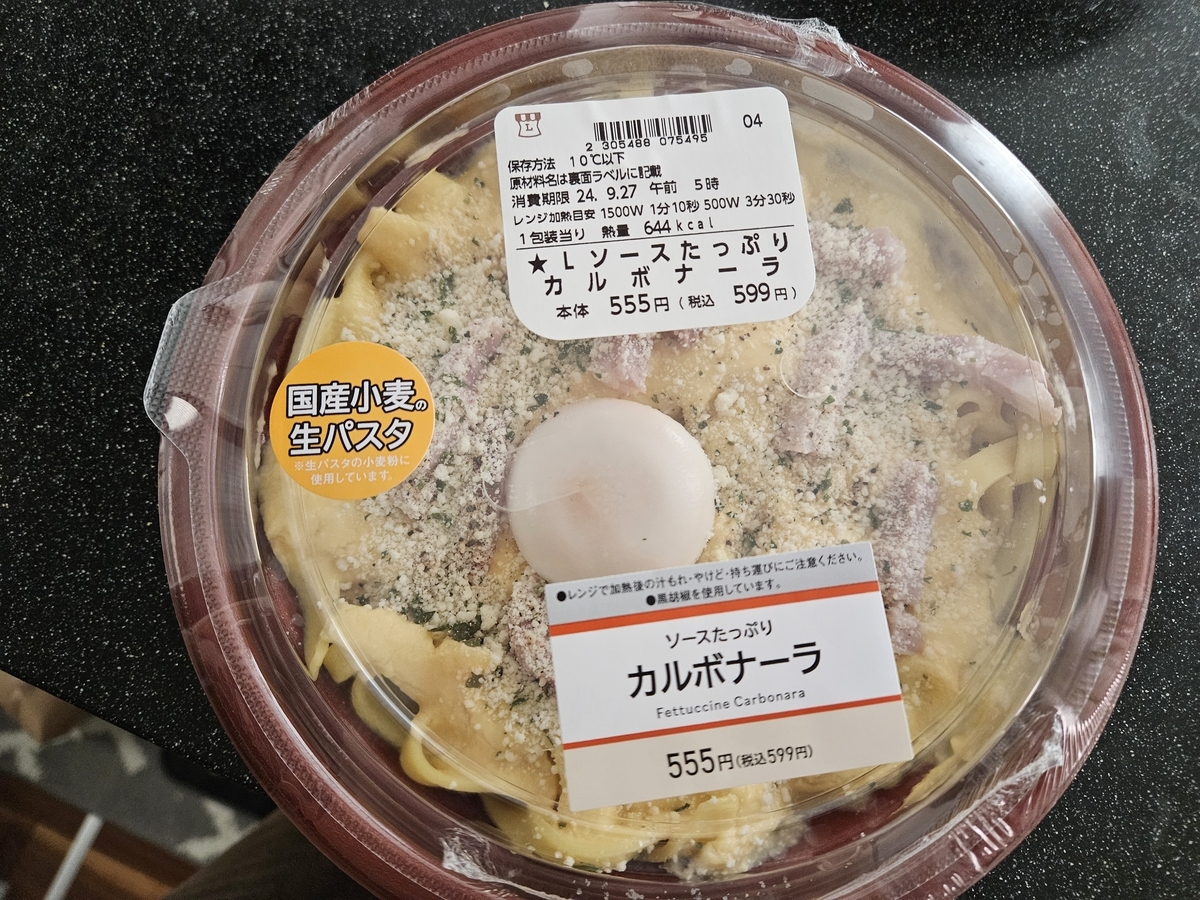 L
04
2 305488 075495
保存方法 10℃以下
原材料名は裏面ラベルに記載
消費期限 24. 9.27 午前 5時
レンジ加熱目安 1500W 1分10秒 500W 3分30秒
1包装当り 熱量 644kcal
★Lソースたっぷり
カルボナーラ
本体 555円(税込 599円)
国産小麦の
生パスタ
※生パスタの小麦粉に
使用しています。
●レンジで加熱後の汁もれ・やけど・持ち運びにご注意ください。
●黒胡椒を使用しています。
ソースたっぷり
カルボナーラ
Fettuccine Carbonara
555円(税込599円)